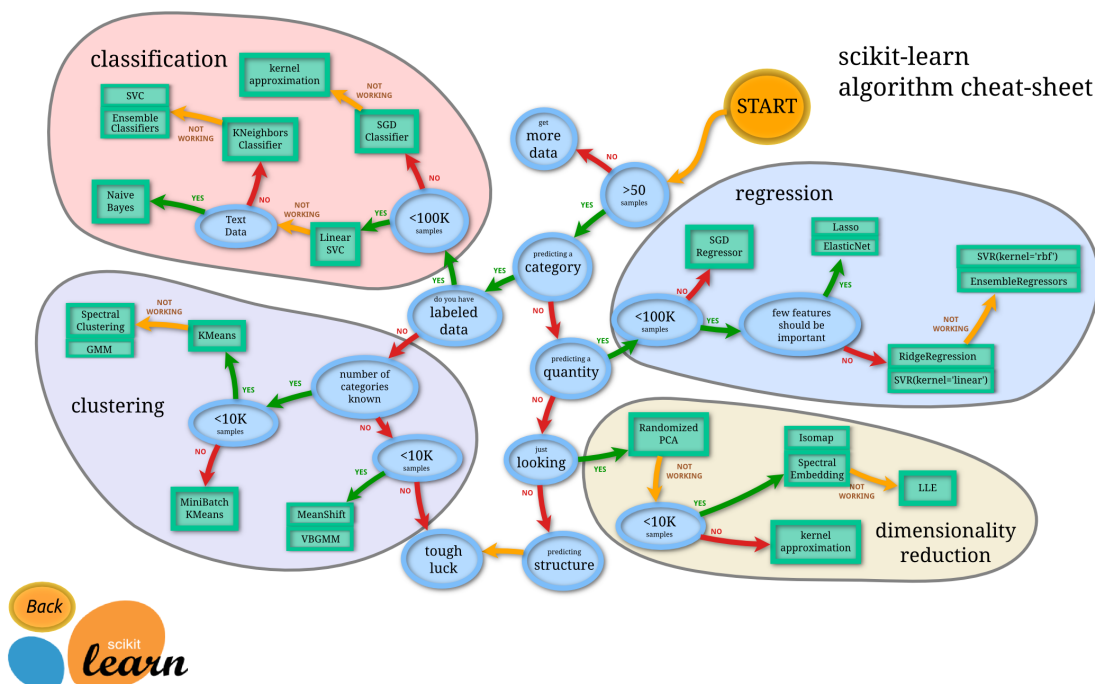 scikit-learn
algorithm cheat-sheet
START
get
more
data
NO
>50
samples
YES
predicting a
category
YES
NO
do you have
labeled
data
YES
NO
predicting a
quantity
YES
NO
just
looking
YES
NO
predicting
structure
tough
luck
classification
kernel
approximation
NOT
WORKING
SGD
Classifier
NO
<100K
samples
YES
Linear
SVC
NOT
WORKING
Text
Data
YES
Naive
Bayes
NO
KNeighbors
Classifier
NOT
WORKING
SVC
Ensemble
Classifiers
regression
<100K
samples
NO
SGD
Regressor
YES
few features
should be
important
YES
Lasso
ElasticNet
NO
RidgeRegression
SVR(kernel='linear')
NOT
WORKING
SVR(kernel='rbf')
EnsembleRegressors
clustering
number of
categories
known
YES
NO
<10K
samples
YES
KMeans
NOT
WORKING
Spectral
Clustering
GMM
NO
MiniBatch
KMeans
<10K
samples
YES
MeanShift
VBGMM
NO
dimensionality
reduction
Randomized
PCA
NOT
WORKING
<10K
samples
YES
Isomap
Spectral
Embedding
NOT
WORKING
LLE
NO
kernel
approximation
Back
scikit
learn